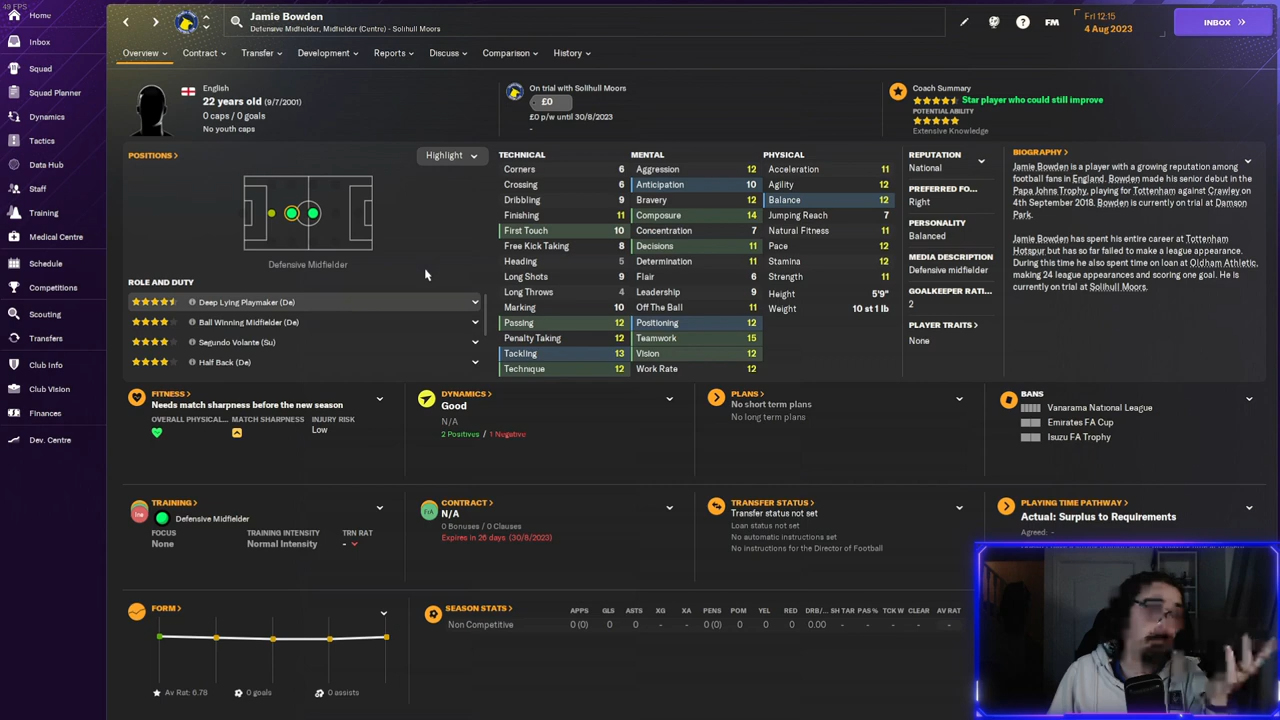 49 FPS
Home
Inbox
Squad
Squad Planner
Dynamics
Tactics
Data Hub
Staff
Training
Medical Centre
Schedule
Competitions
Scouting
Transfers
Club Info
Club Vision
Finances
Dev. Centre
Jamie Bowden
Defensive Midfielder, Midfielder (Centre) - Solihull Moors
FM
Fri 12:15
4 Aug 2023
INBOX
Overview
Contract
Transfer
Development
Reports
Discuss
Comparison
History
English
22 years old (9/7/2001)
0 caps / 0 goals
No youth caps
On trial with Solihull Moors
£0
£0 p/w until 30/8/2023
-
Coach Summary
Star player who could still improve
POTENTIAL ABILITY
Extensive Knowledge
POSITIONS
Highlight
Defensive Midfielder
ROLE AND DUTY
Deep Lying Playmaker (De)
Ball Winning Midfielder (De)
Segundo Volante (Su)
Half Back (De)
TECHNICAL
Corners 6
Crossing 6
Dribbling 9
Finishing 11
First Touch 10
Free Kick Taking 8
Heading 5
Long Shots 9
Long Throws 4
Marking 10
Passing 12
Penalty Taking 12
Tackling 13
Technique 12
MENTAL
Aggression 12
Anticipation 10
Bravery 12
Composure 14
Concentration 7
Decisions 11
Determination 11
Flair 6
Leadership 9
Off The Ball 11
Positioning 12
Teamwork 15
Vision 12
Work Rate 12
PHYSICAL
Acceleration 11
Agility 12
Balance 12
Jumping Reach 7
Natural Fitness 11
Pace 12
Stamina 12
Strength 11
Height 5'9"
Weight 10 st 1 lb
REPUTATION
National
PREFERRED FO...
Right
PERSONALITY
Balanced
MEDIA DESCRIPTION
Defensive midfielder
GOALKEEPER RATI...
2
PLAYER TRAITS
None
BIOGRAPHY
Jamie Bowden is a player with a growing reputation among
football fans in England. Bowden made his senior debut in the
Papa Johns Trophy, playing for Tottenham against Crawley on
4th September 2018. Bowden is currently on trial at Damson
Park.
Jamie Bowden has spent his entire career at Tottenham
Hotspur but has so far failed to make a league appearance.
During this time he also spent time on loan at Oldham Athletic,
making 24 league appearances and scoring one goal. He is
currently on trial at Solihull Moors.
FITNESS
Needs match sharpness before the new season
OVERALL PHYSICAL... MATCH SHARPNESS INJURY RISK
Low
DYNAMICS
Good
N/A
2 Positives / 1 Negative
PLANS
No short term plans
No long term plans
BANS
Vanarama National League
Emirates FA Cup
Isuzu FA Trophy
TRAINING
Ine
Defensive Midfielder
FOCUS TRAINING INTENSITY TRN RAT
None Normal Intensity -
CONTRACT
FrA
N/A
0 Bonuses / 0 Clauses
Expires in 26 days (30/8/2023)
TRANSFER STATUS
Transfer status not set
Loan status not set
No automatic instructions set
No instructions for the Director of Football
PLAYING TIME PATHWAY
Actual: Surplus to Requirements
Agreed: -
FORM
Av Rat: 6.78 0 goals 0 assists
SEASON STATS APPS GLS ASTS XG XA PENS POM YEL RED DRB/... SH TAR PAS % TCK W CLEAR AV RAT
Non Competitive 0 (0) 0 0 - - 0 (0) 0 0 0 0.00 - - - - -